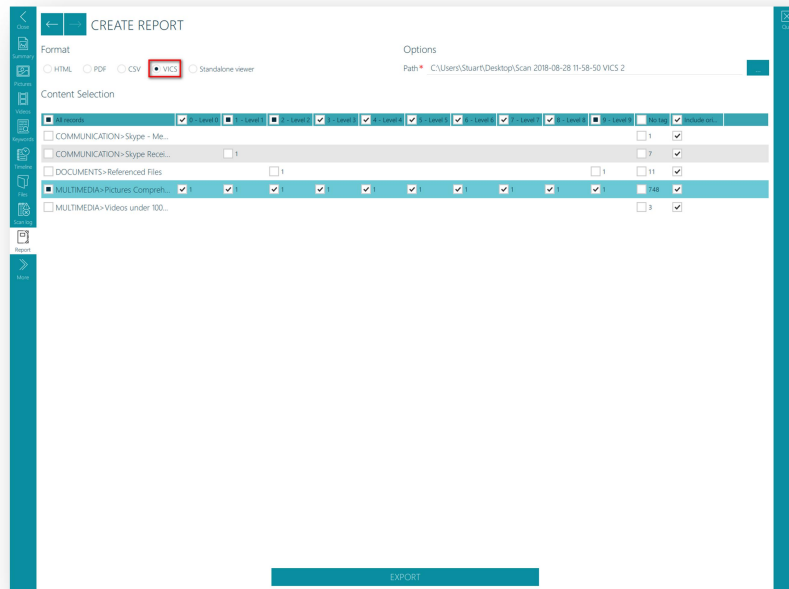 Close
CREATE REPORT
Summary
Format
Options
HTML PDF CSV VICS Standalone viewer
Path* C:\Users\Stuart\Desktop\Scan 2018-08-28 11-58-50 VICS 2
...
Pictures
Content Selection
Videos
All records 0 - Level 0 1 - Level 1 2 - Level 2 3 - Level 3 4 - Level 4 5 - Level 5 6 - Level 6 7 - Level 7 8 - Level 8 9 - Level 9 No tag Include ori...
Keywords
COMMUNICATION>Skype - Me... 1
COMMUNICATION>Skype Recei... 1 7
Timeline
DOCUMENTS>Referenced Files 1 1 11
MULTIMEDIA>Pictures Compreh... 1 1 1 1 1 1 1 1 1 1 748
Files
MULTIMEDIA>Videos under 100... 3
Scan log
Report
More
EXPORT